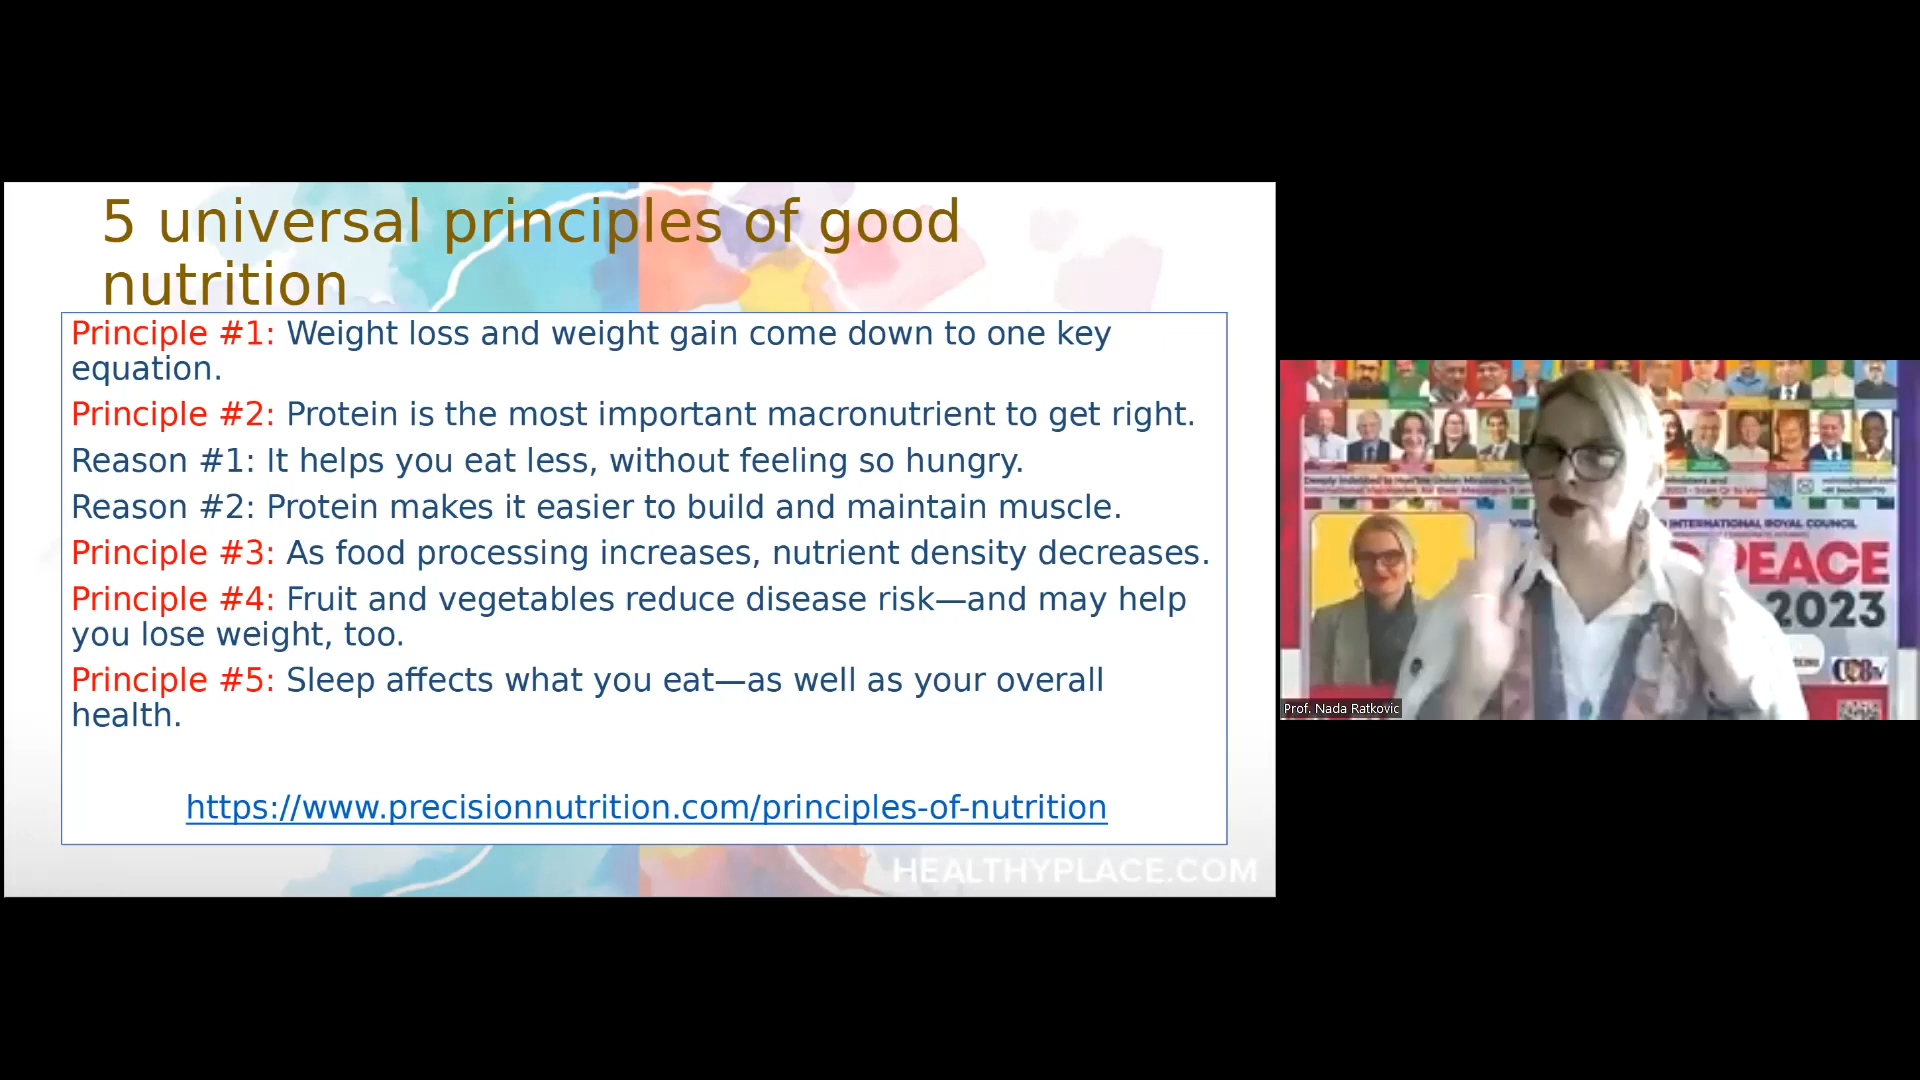 5 universal principles of good
nutrition
Principle #1: Weight loss and weight gain come down to one key
equation.
Principle #2: Protein is the most important macronutrient to get right.
Reason #1: It helps you eat less, without feeling so hungry.
Reason #2: Protein makes it easier to build and maintain muscle.
Principle #3: As food processing increases, nutrient density decreases.
Principle #4: Fruit and vegetables reduce disease risk—and may help
you lose weight, too.
Principle #5: Sleep affects what you eat—as well as your overall
health.
https://www.precisionnutrition.com/principles-of-nutrition
HEALTHYPLACE.COM
INTERNATIONAL ROYAL COUNCIL
PEACE
2023
Prof. Nada Ratkovic